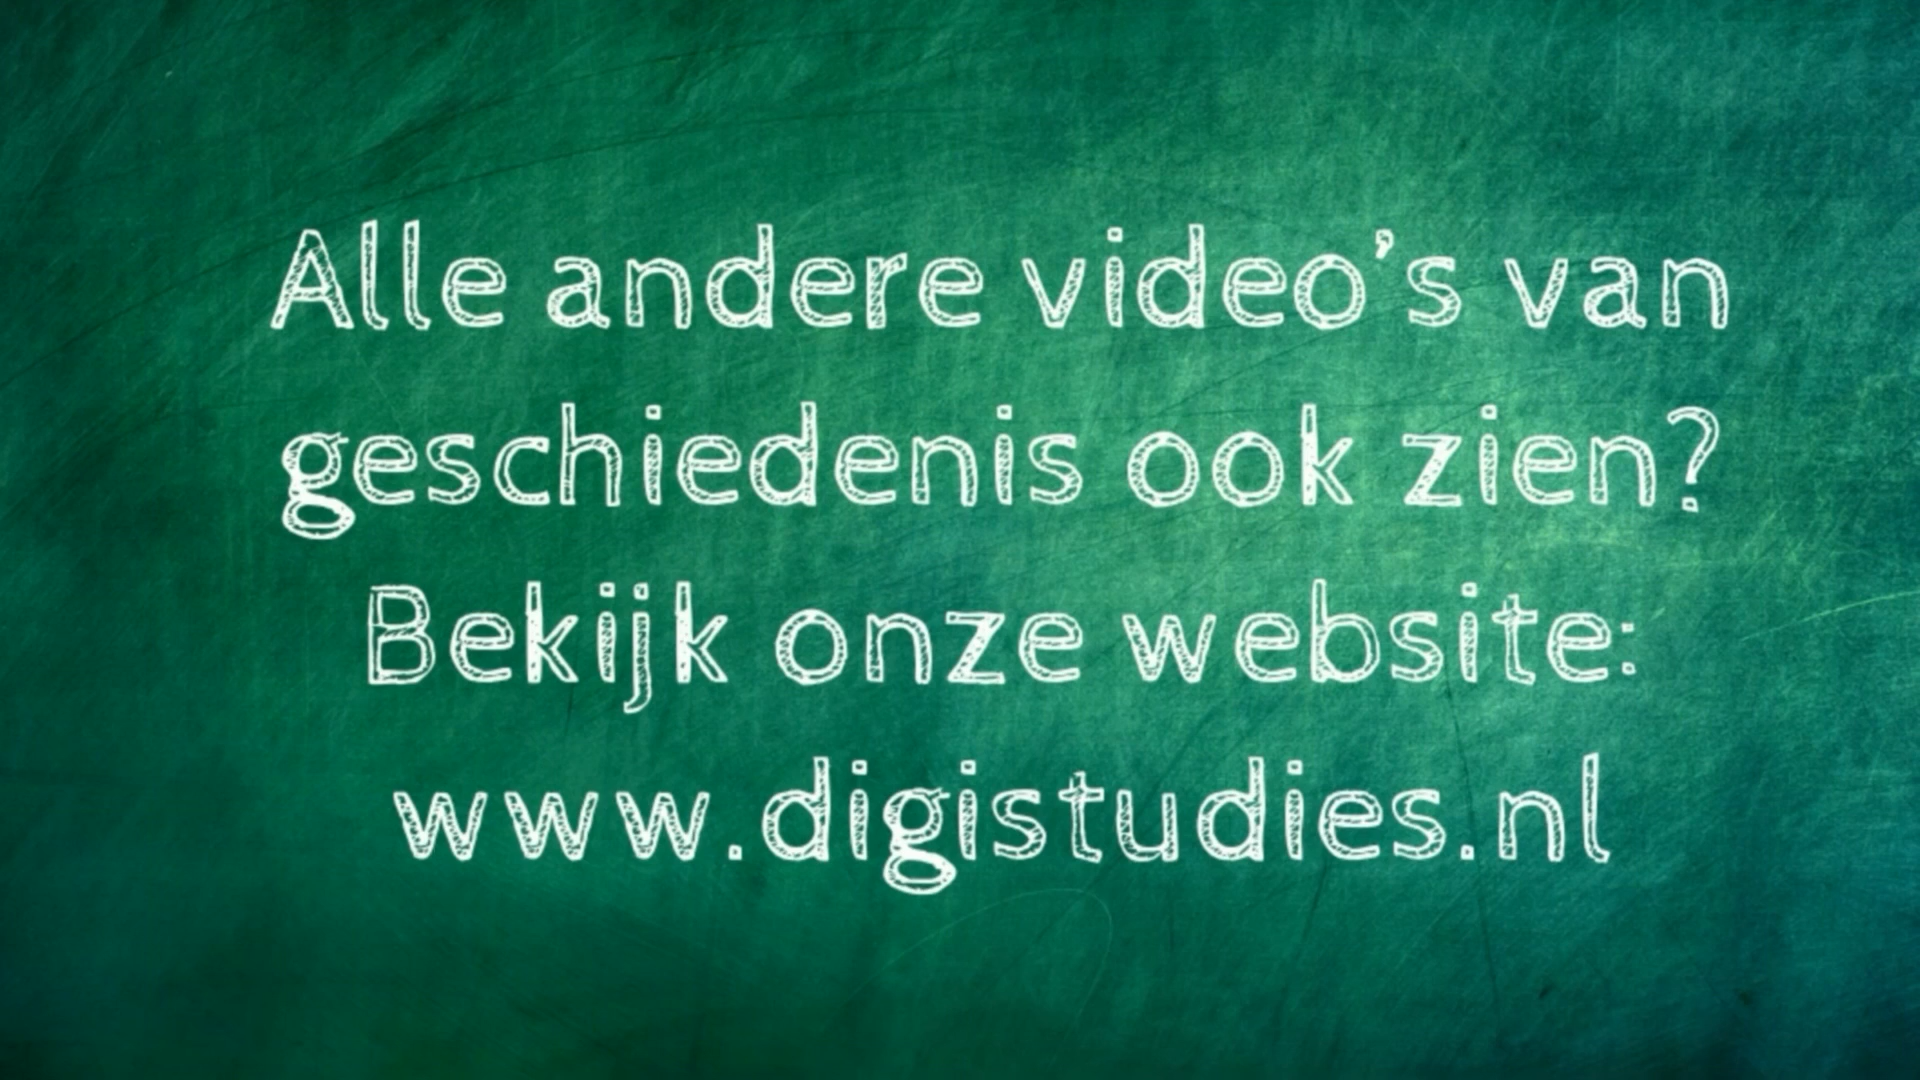 Alle andere video’s van
geschiedenis ook zien?
Bekijk onze website:
www.digistudies.nl